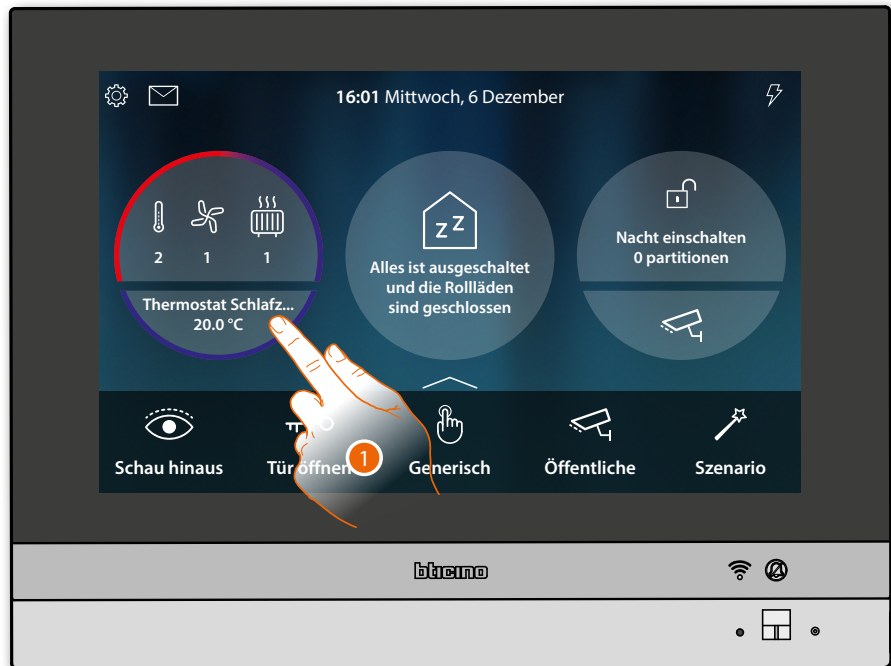 16:01 Mittwoch, 6 Dezember
2 1 1
Thermostat Schlafz...
20.0 °C
zz
Alles ist ausgeschaltet
und die Rollläden
sind geschlossen
Nacht einschalten
0 partitionen
Schau hinaus
Tür öffnen
1
Generisch
Öffentliche
Szenario
bticino